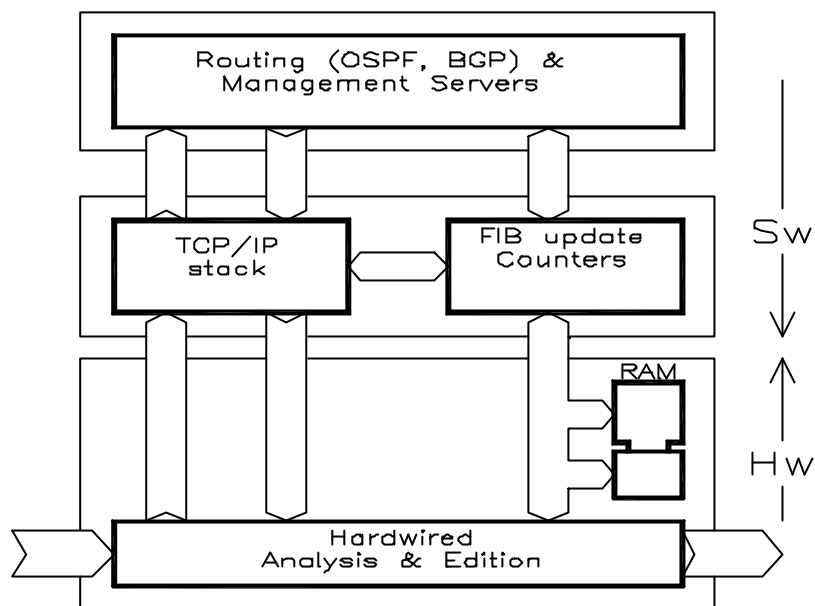 Routing (OSPF, BGP) &
Management Servers
TCP/IP
stack
FIB update
Counters
Sw
RAM
Hw
Hardwired
Analysis & Edition